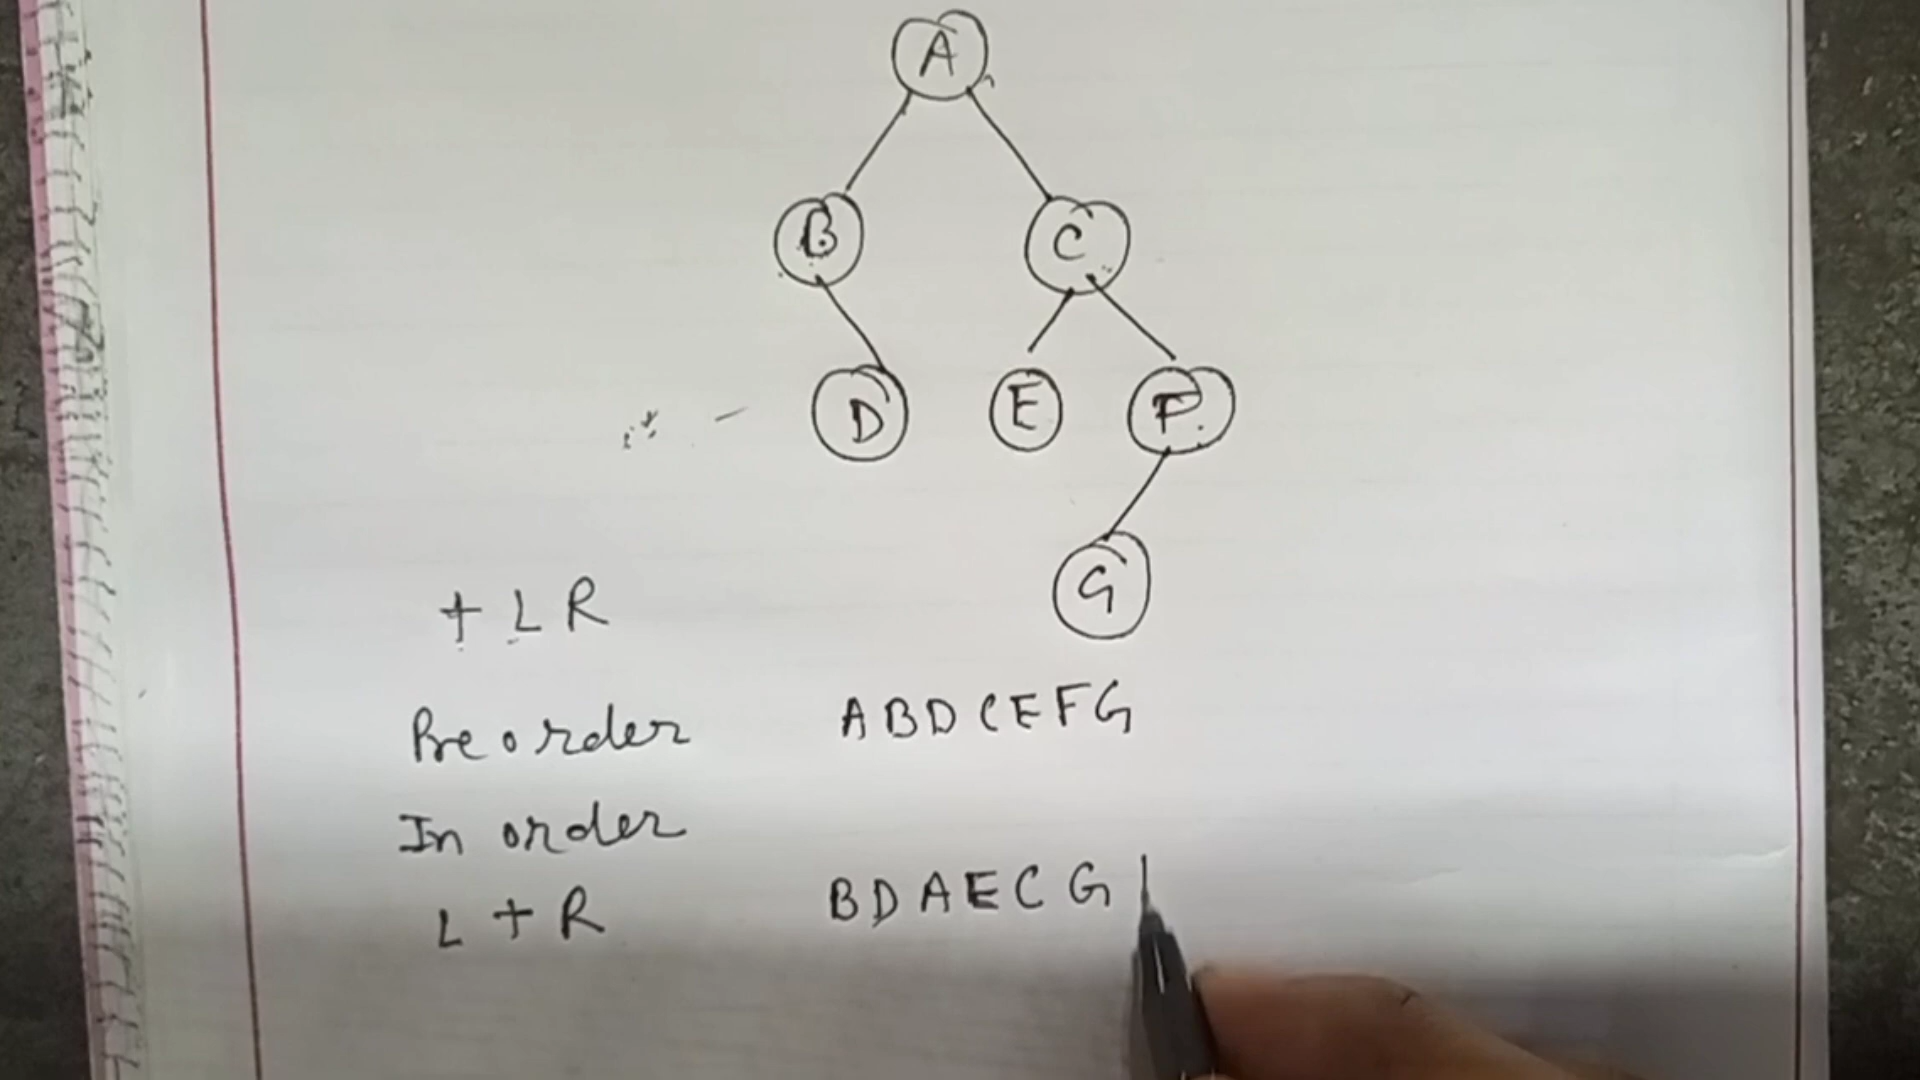 A
B C
D E F
G
+ L R
Preorder ABDCEFG
In order
L + R BDAECG